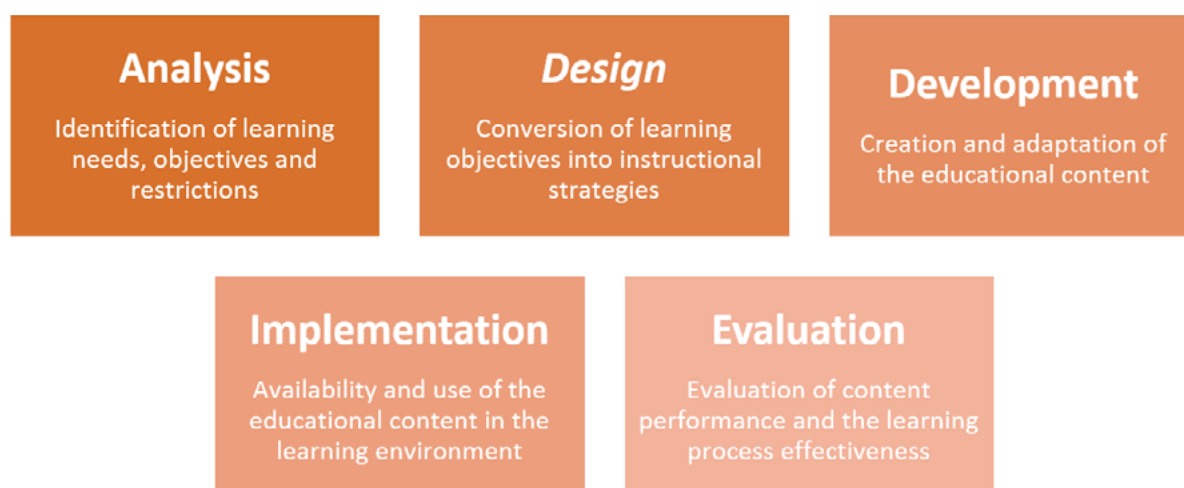 Analysis
Identification of learning
needs, objectives and
restrictions
Design
Conversion of learning
objectives into instructional
strategies
Development
Creation and adaptation of
the educational content
Implementation
Availability and use of the
educational content in the
learning environment
Evaluation
Evaluation of content
performance and the learning
process effectiveness